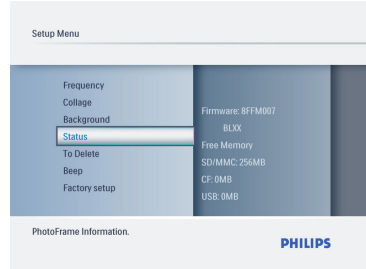 Setup Menu
Frequency
Collage
Background
Status
To Delete
Beep
Factory setup
Firmware: 8FFM007
BLXX
Free Memory
SD/MMC: 256MB
CF: 0MB
USB: 0MB
PhotoFrame Information.
PHILIPS